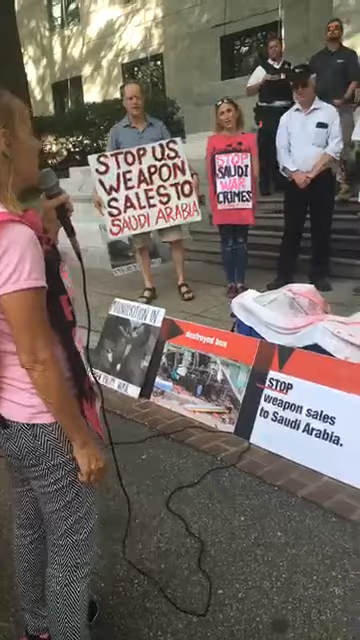 STOP U.S.
WEAPON
SALES TO
SAUDI ARABIA
STOP
SAUDI
WAR
CRIMES
destroyed bus
STOP
weapon sales
to Saudi Arabia.